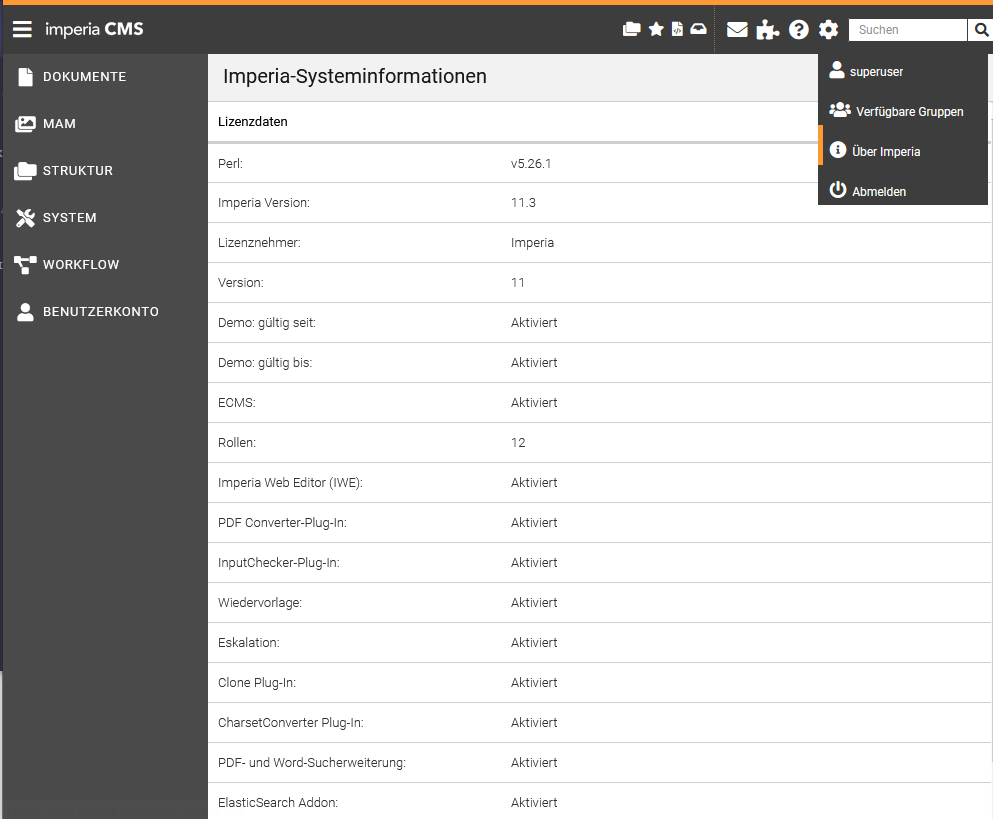 imperia CMS
Suchen
DOKUMENTE
MAM
STRUKTUR
SYSTEM
WORKFLOW
BENUTZERKONTO
superuser
Verfügbare Gruppen
Über Imperia
Abmelden
Imperia-Systeminformationen
Lizenzdaten
Perl: v5.26.1
Imperia Version: 11.3
Lizenznehmer: Imperia
Version: 11
Demo: gültig seit: Aktiviert
Demo: gültig bis: Aktiviert
ECMS: Aktiviert
Rollen: 12
Imperia Web Editor (IWE): Aktiviert
PDF Converter-Plug-In: Aktiviert
InputChecker-Plug-In: Aktiviert
Wiedervorlage: Aktiviert
Eskalation: Aktiviert
Clone Plug-In: Aktiviert
CharsetConverter Plug-In: Aktiviert
PDF- und Word-Sucherweiterung: Aktiviert
ElasticSearch Addon: Aktiviert